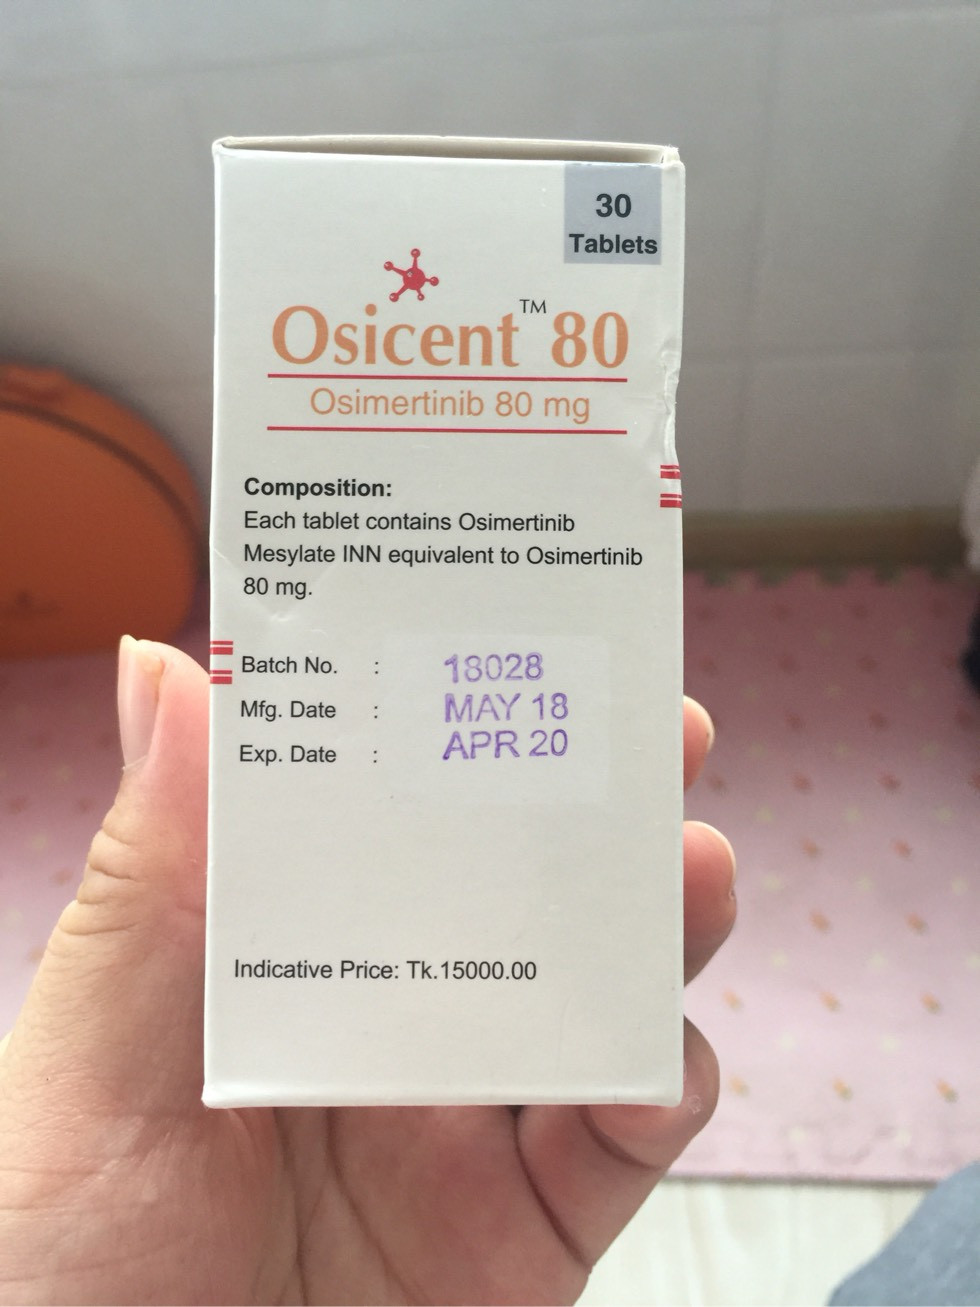 30
Tablets
Osicent™ 80
Osimertinib 80 mg
Composition:
Each tablet contains Osimertinib
Mesylate INN equivalent to Osimertinib
80 mg.
Batch No. : 18028
Mfg. Date : MAY 18
Exp. Date : APR 20
Indicative Price: Tk.15000.00